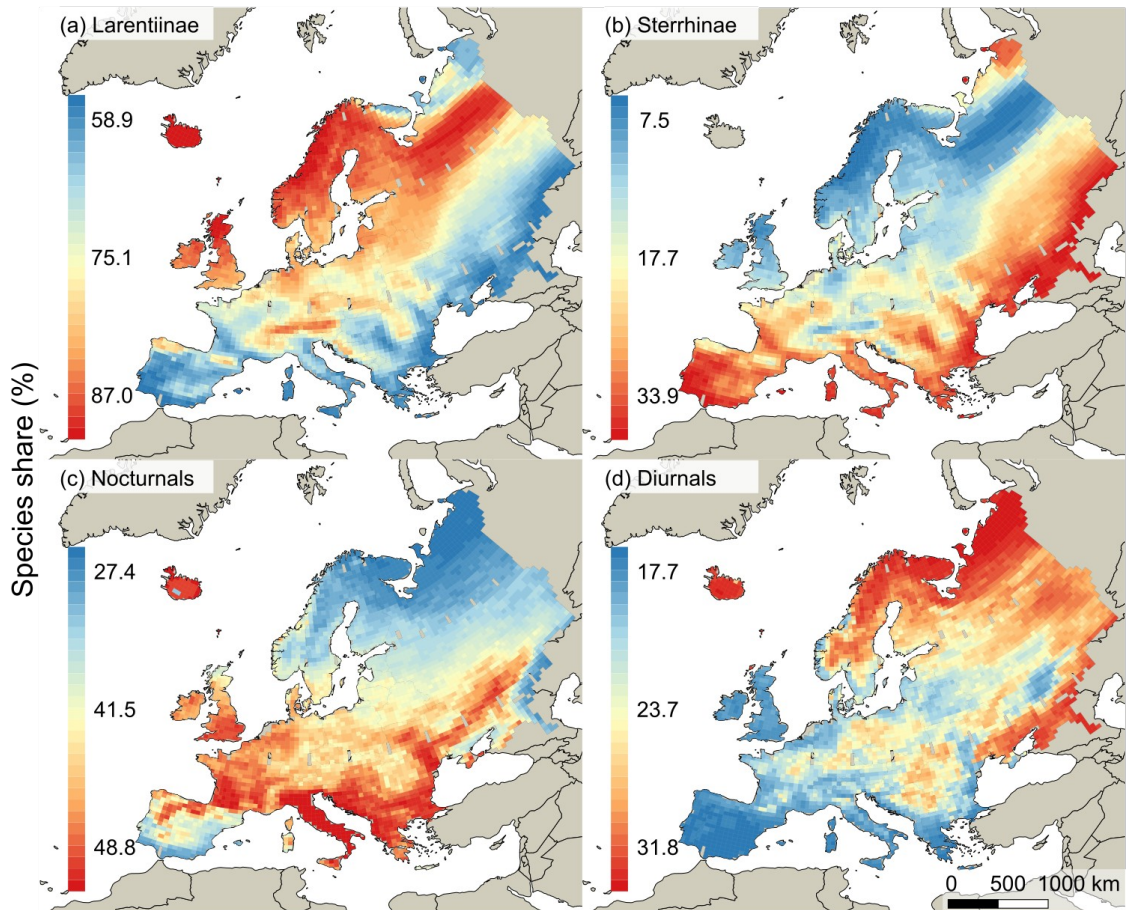 (a) Larentiinae
58.9
75.1
87.0
(b) Sterrhinae
7.5
17.7
33.9
Species share (%)
(c) Nocturnals
27.4
41.5
48.8
(d) Diurnals
17.7
23.7
31.8
0 500 1000 km